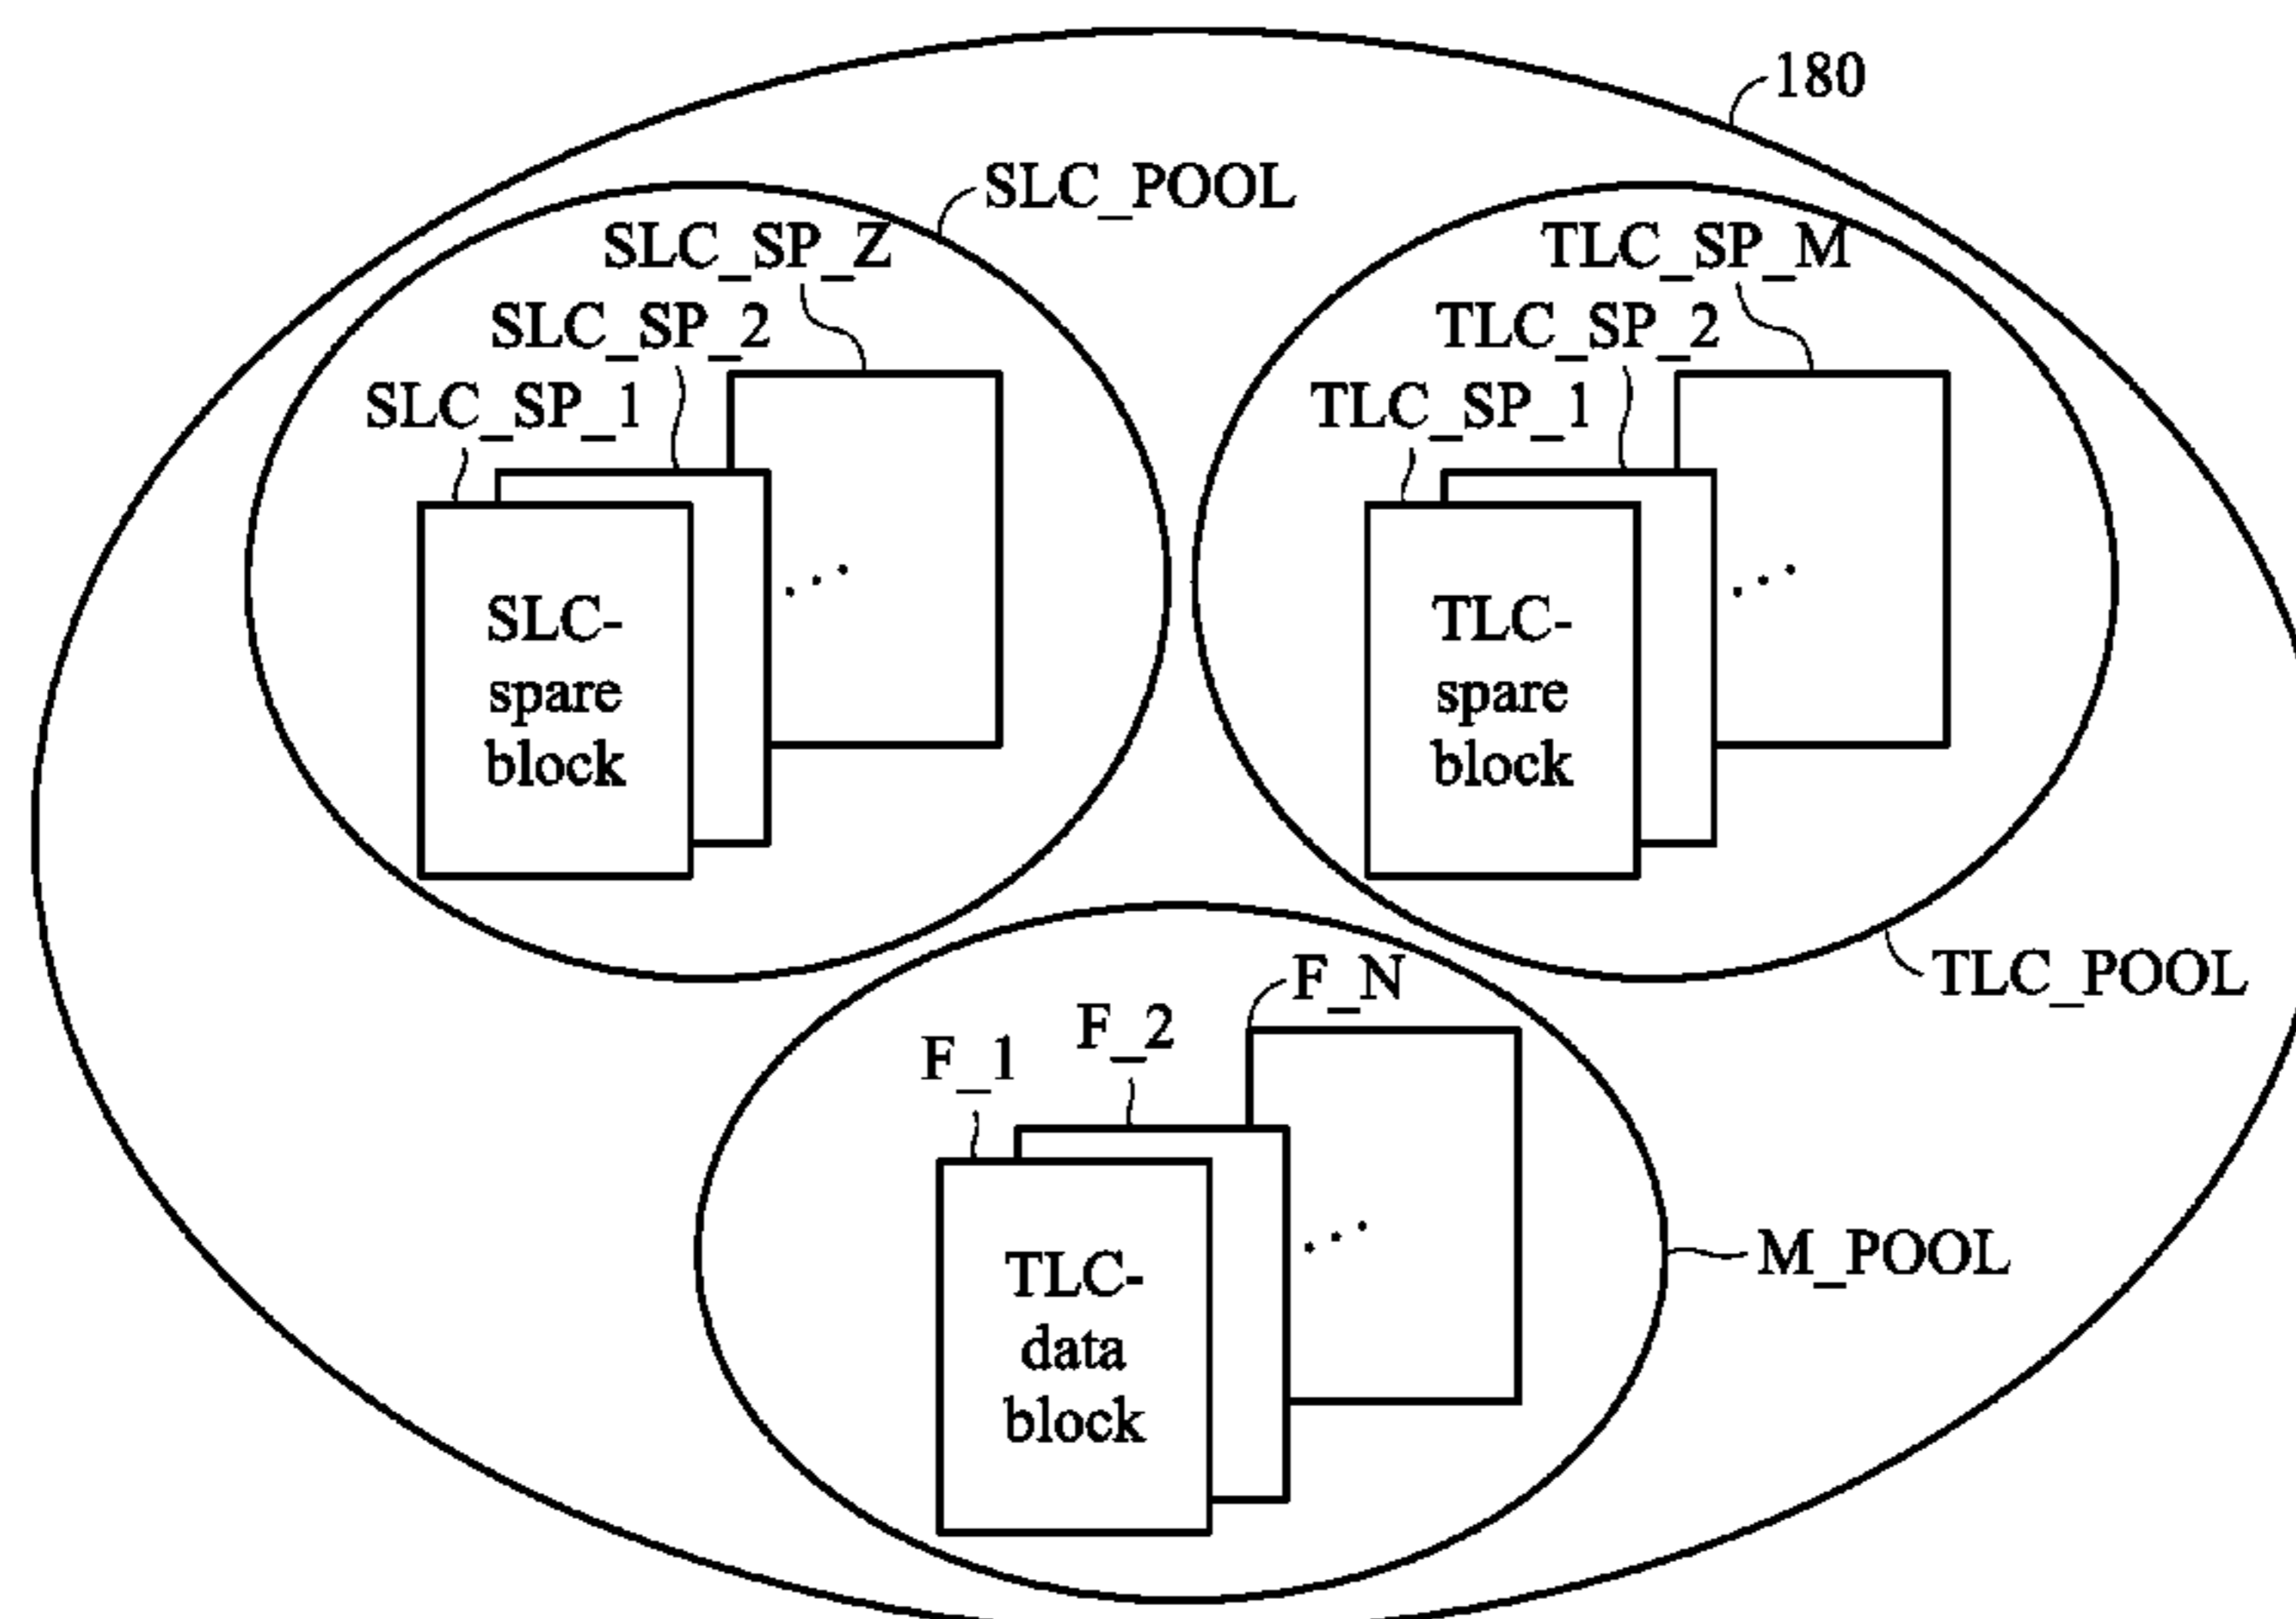 180
SLC_POOL
SLC_SP_Z
SLC_SP_2
SLC_SP_1
SLC-
spare
block
TLC_SP_M
TLC_SP_2
TLC_SP_1
TLC-
spare
block
TLC_POOL
F_N
F_2
F_1
TLC-
data
block
M_POOL